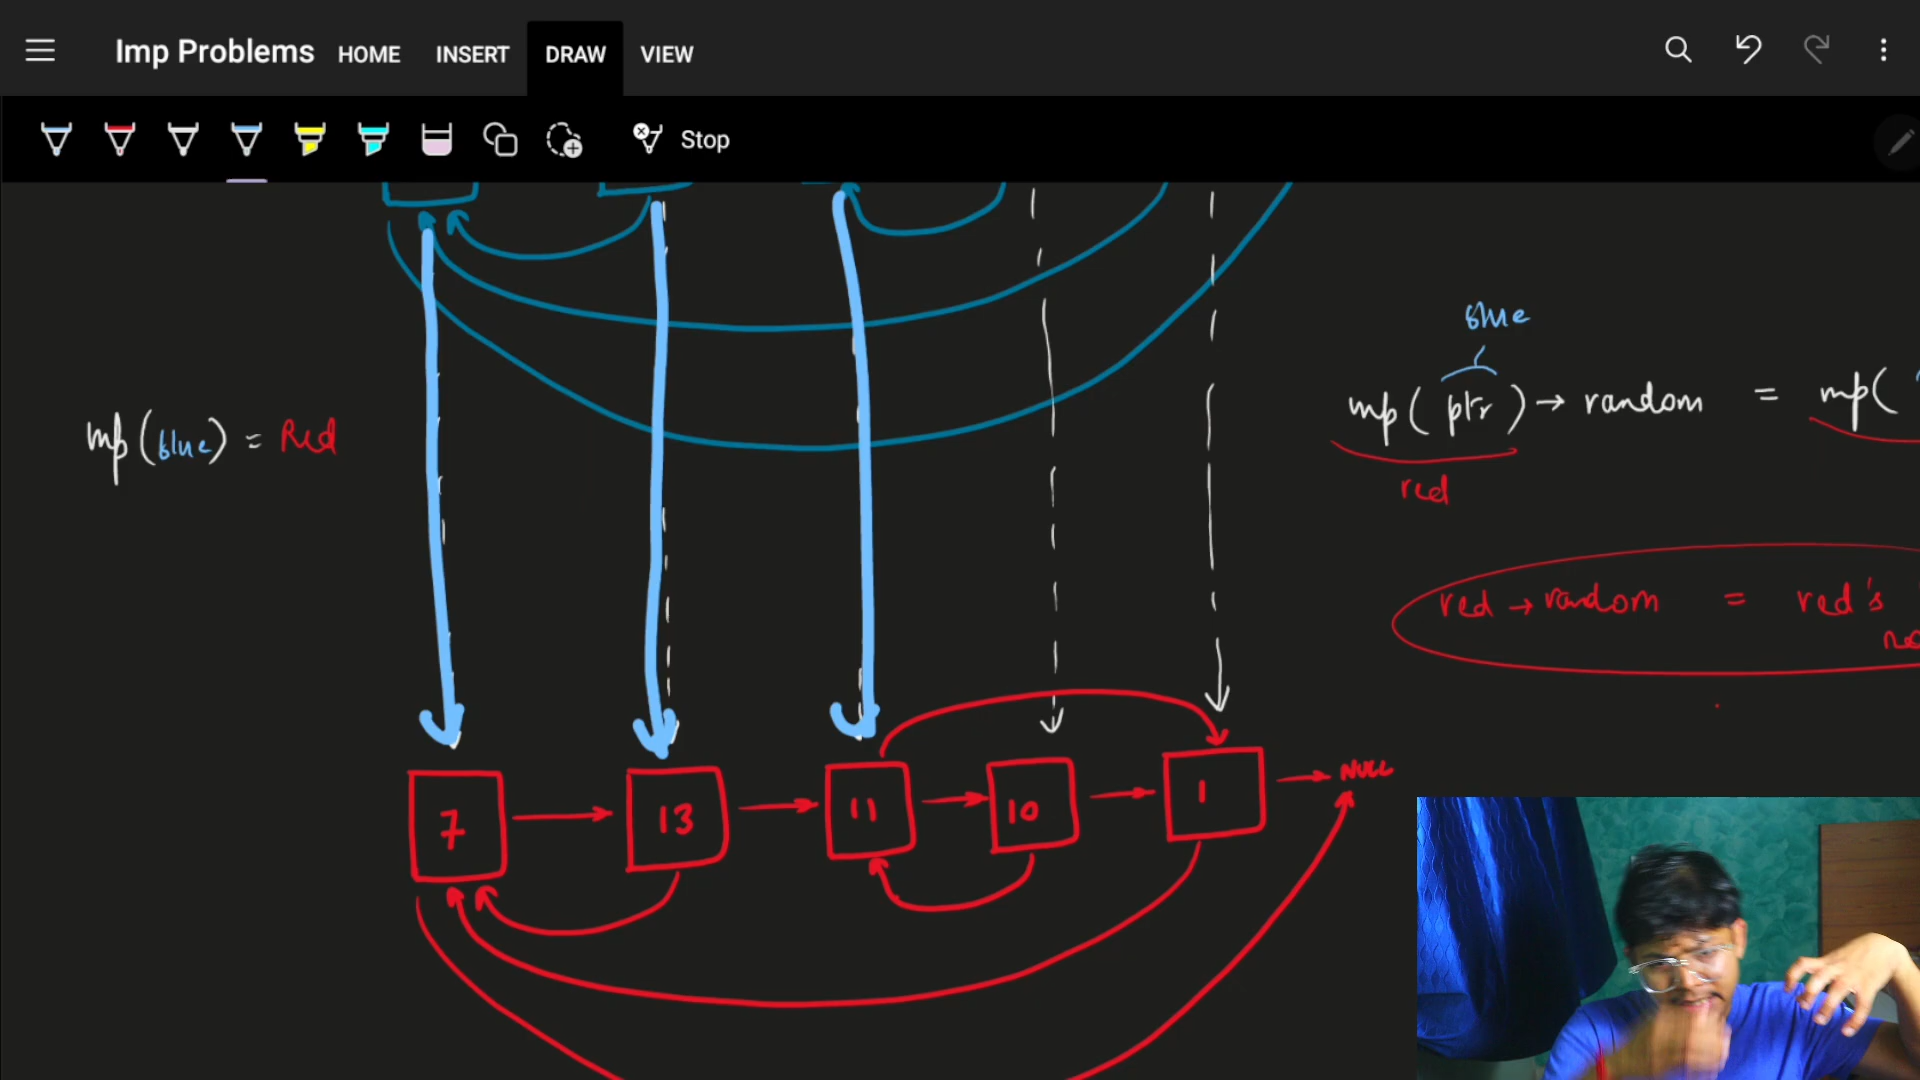 Imp Problems HOME INSERT DRAW VIEW
Stop
blue
mp(ptr) → random = mp(
mp(blue) = Red
red
red → random = red's
7 → 13 → 11 → 10 → 1 → NULL